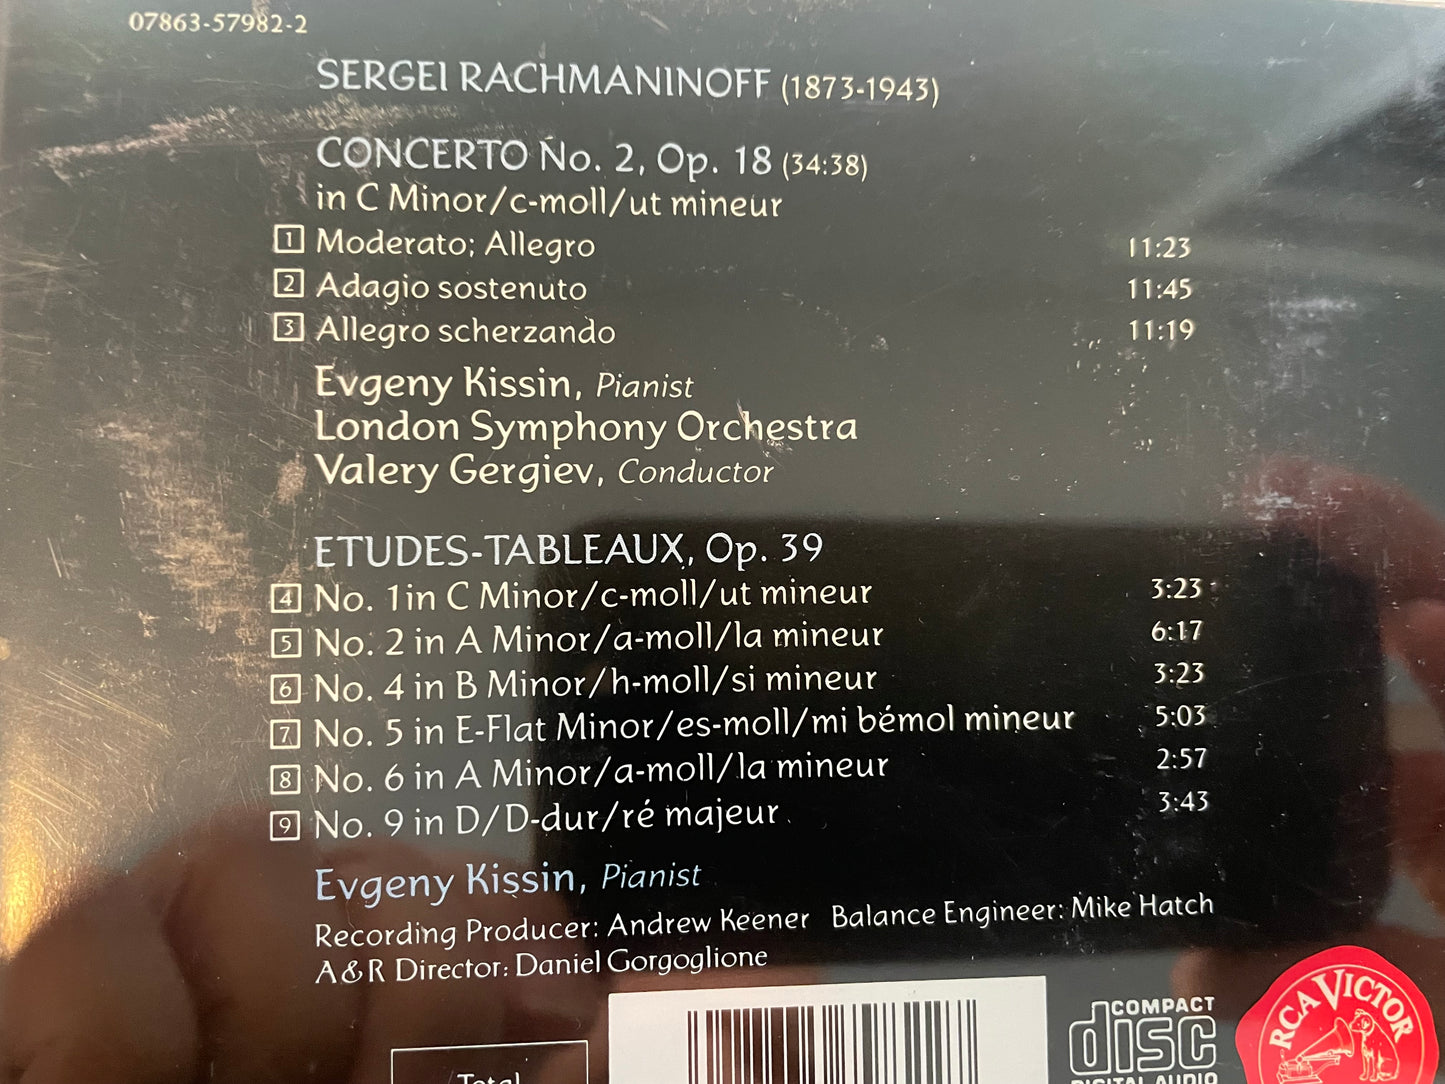 07863-57982-2
SERGEI RACHMANINOFF (1873-1943)
CONCERTO No. 2, Op. 18 (34:38)
in C Minor/c-moll/ut mineur
1 Moderato; Allegro 11:23
2 Adagio sostenuto 11:45
3 Allegro scherzando 11:19
Evgeny Kissin, Pianist
London Symphony Orchestra
Valery Gergiev, Conductor
ETUDES-TABLEAUX, Op. 39
4 No. 1 in C Minor/c-moll/ut mineur 3:23
5 No. 2 in A Minor/a-moll/la mineur 6:17
6 No. 4 in B Minor/h-moll/si mineur 3:23
7 No. 5 in E-Flat Minor/es-moll/mi bémol mineur 5:03
8 No. 6 in A Minor/a-moll/la mineur 2:57
9 No. 9 in D/D-dur/ré majeur 3:43
Evgeny Kissin, Pianist
Recording Producer: Andrew Keener Balance Engineer: Mike Hatch
A&R Director: Daniel Gorgoglione
Total
COMPACT
disc
DIGITAL AUDIO
RCA VICTOR